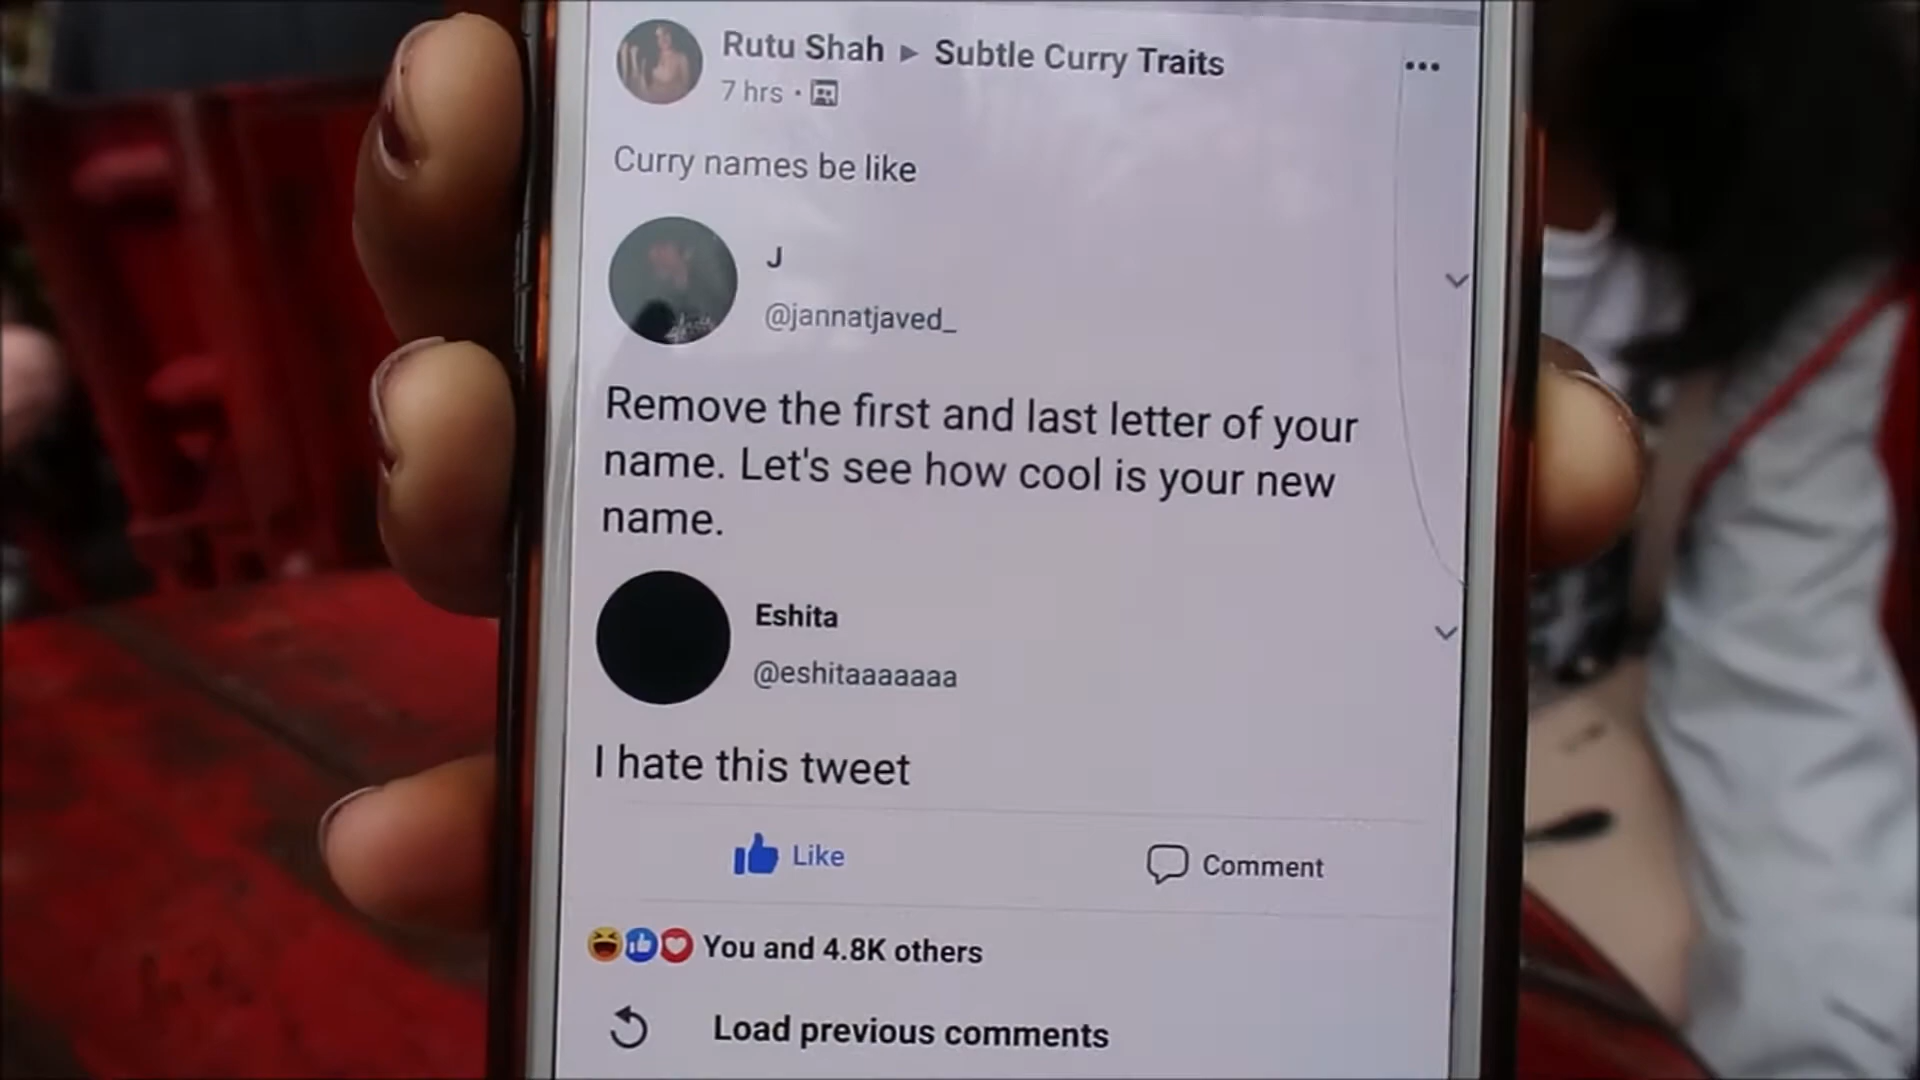 Rutu Shah ▸ Subtle Curry Traits
7 hrs ·
Curry names be like
J
@jannatjaved_
Remove the first and last letter of your
name. Let's see how cool is your new
name.
Eshita
@eshitaaaaaaa
I hate this tweet
Like
Comment
You and 4.8K others
Load previous comments